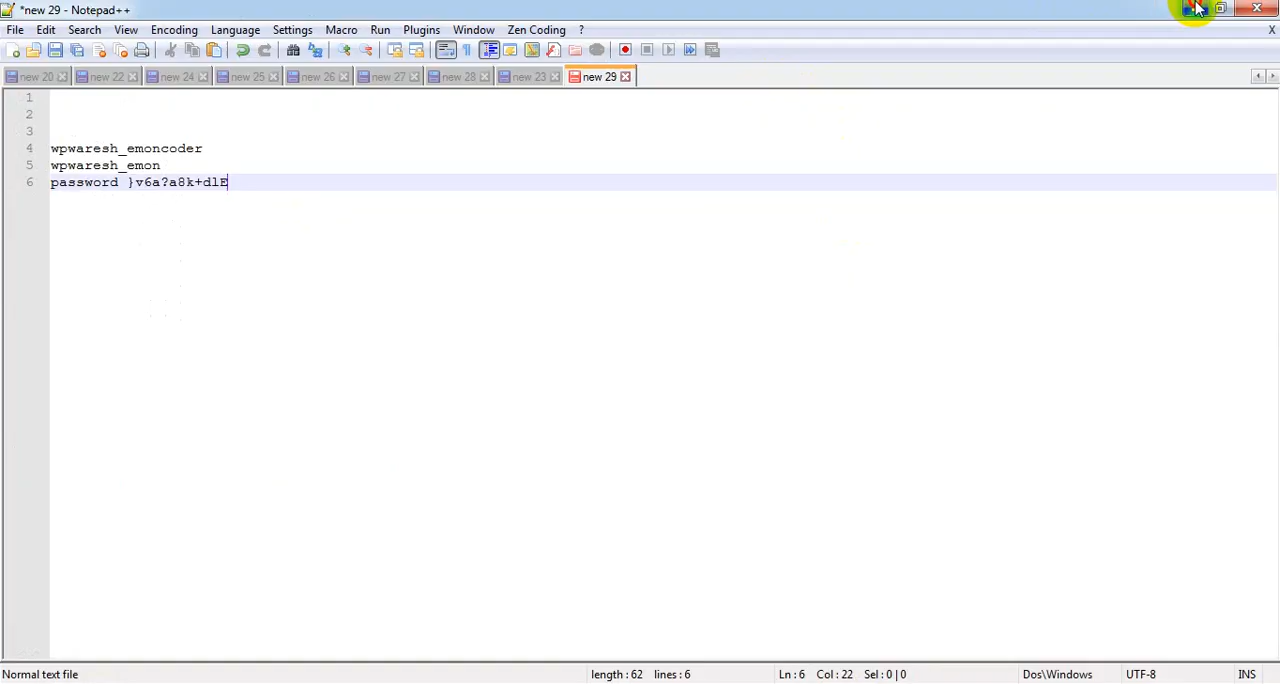 *new 29 - Notepad++
File Edit Search View Encoding Language Settings Macro Run Plugins Window Zen Coding ? X
new 20 new 22 new 24 new 25 new 26 new 27 new 28 new 23 new 29
1
2
3
4 wpwaresh_emoncoder
5 wpwaresh_emon
6 password }v6a?a8k+dlE
Normal text file length : 62 lines : 6 Ln : 6 Col : 22 Sel : 0 | 0 Dos\Windows UTF-8 INS